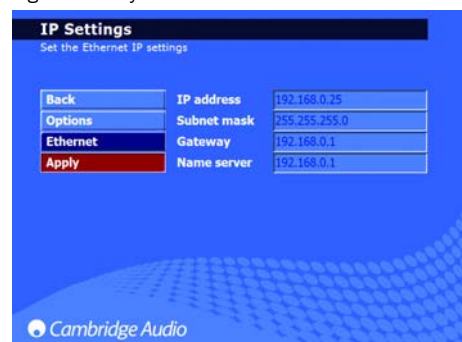 IP Settings
Set the Ethernet IP settings
Back IP address 192.168.0.25
Options Subnet mask 255.255.255.0
Ethernet Gateway 192.168.0.1
Apply Name server 192.168.0.1
Cambridge Audio